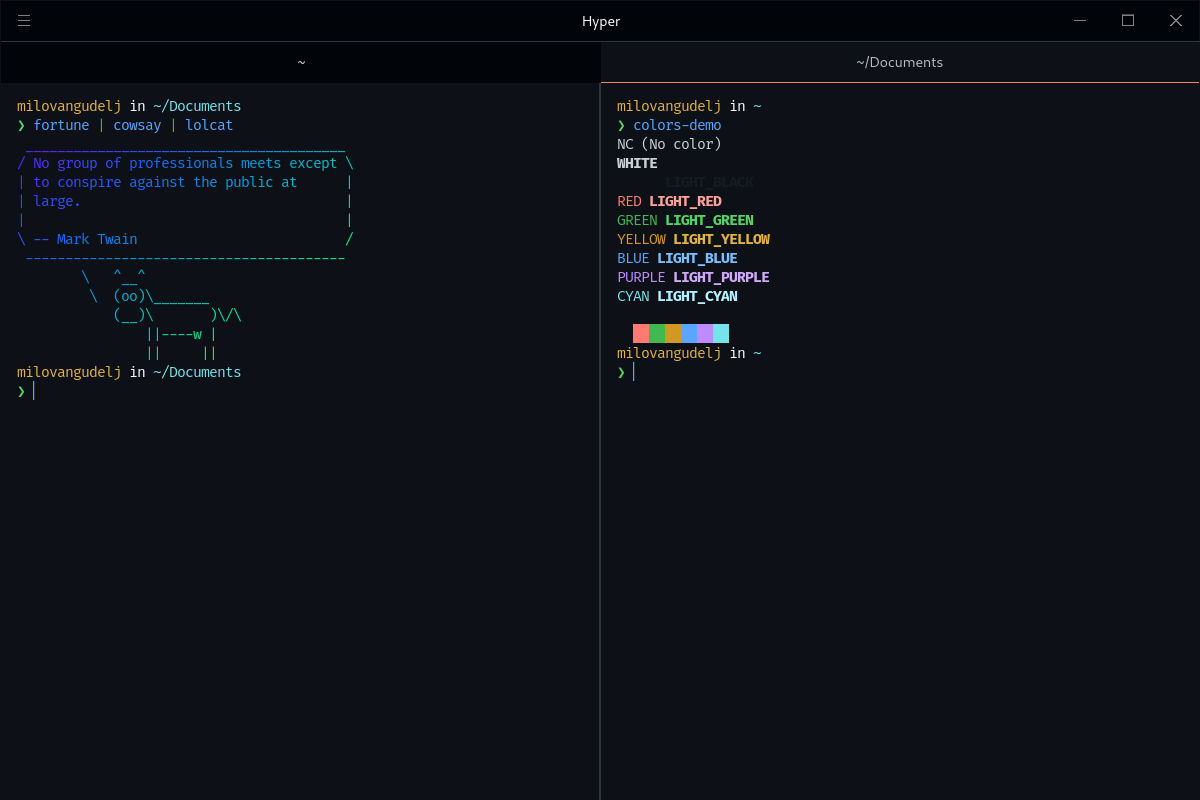 Hyper
~
~/Documents
milovangudelj in ~/Documents
❯ fortune | cowsay | lolcat
 ________________________________________
/ No group of professionals meets except \
| to conspire against the public at      |
| large.                                 |
|                                        |
\ -- Mark Twain                          /
 ----------------------------------------
        \   ^__^
         \  (oo)\_______
            (__)\       )\/\
                ||----w |
                ||     ||
milovangudelj in ~/Documents
❯
milovangudelj in ~
❯ colors-demo
NC (No color)
WHITE
LIGHT_BLACK
RED LIGHT_RED
GREEN LIGHT_GREEN
YELLOW LIGHT_YELLOW
BLUE LIGHT_BLUE
PURPLE LIGHT_PURPLE
CYAN LIGHT_CYAN
milovangudelj in ~
❯